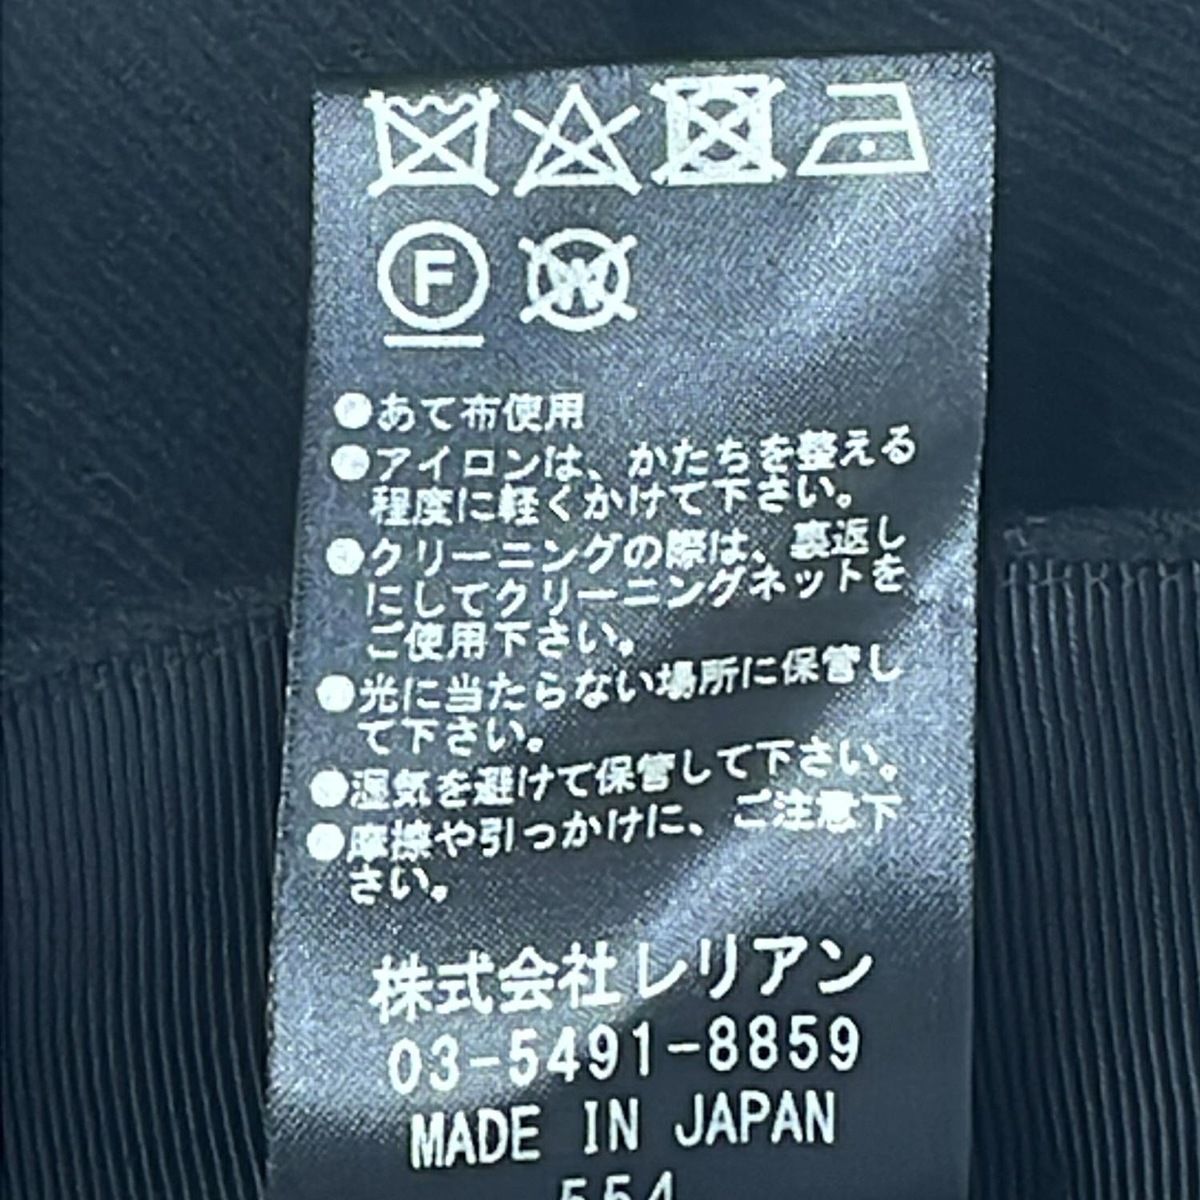 F W
●あて布使用
●アイロンは、かたちを整える
程度に軽くかけて下さい。
●クリーニングの際は、裏返し
にしてクリーニングネットを
ご使用下さい。
●光に当たらない場所に保管し
て下さい。
●湿気を避けて保管して下さい。
●摩擦や引っかけに、ご注意下
さい。
株式会社レリアン
03-5491-8859
MADE IN JAPAN
554